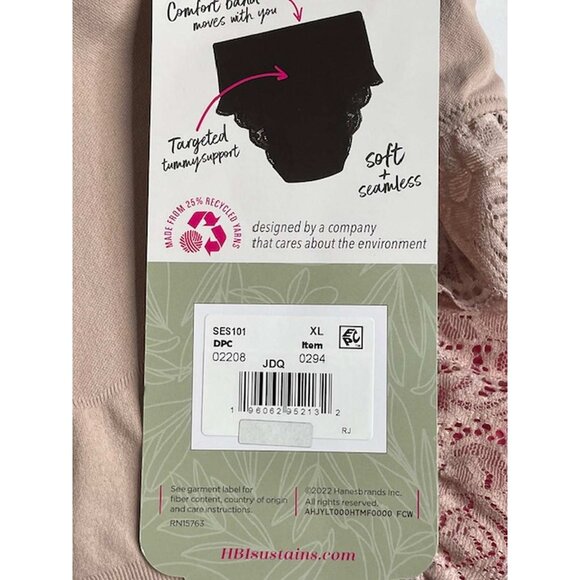 Comfort band
moves with you
Targeted
tummy support
soft
+
seamless
MADE FROM 25% RECYCLED YARNS
designed by a company
that cares about the environment
SES101 XL
DPC Item
02208 0294
JDQ
1 96062 95213 2
RJ
See garment label for
fiber content, country of origin
and care instructions.
RN15763
©2022 Hanesbrands Inc.
All rights reserved.
AHJYLT000HTMF0000 FCW
HBIsustains.com